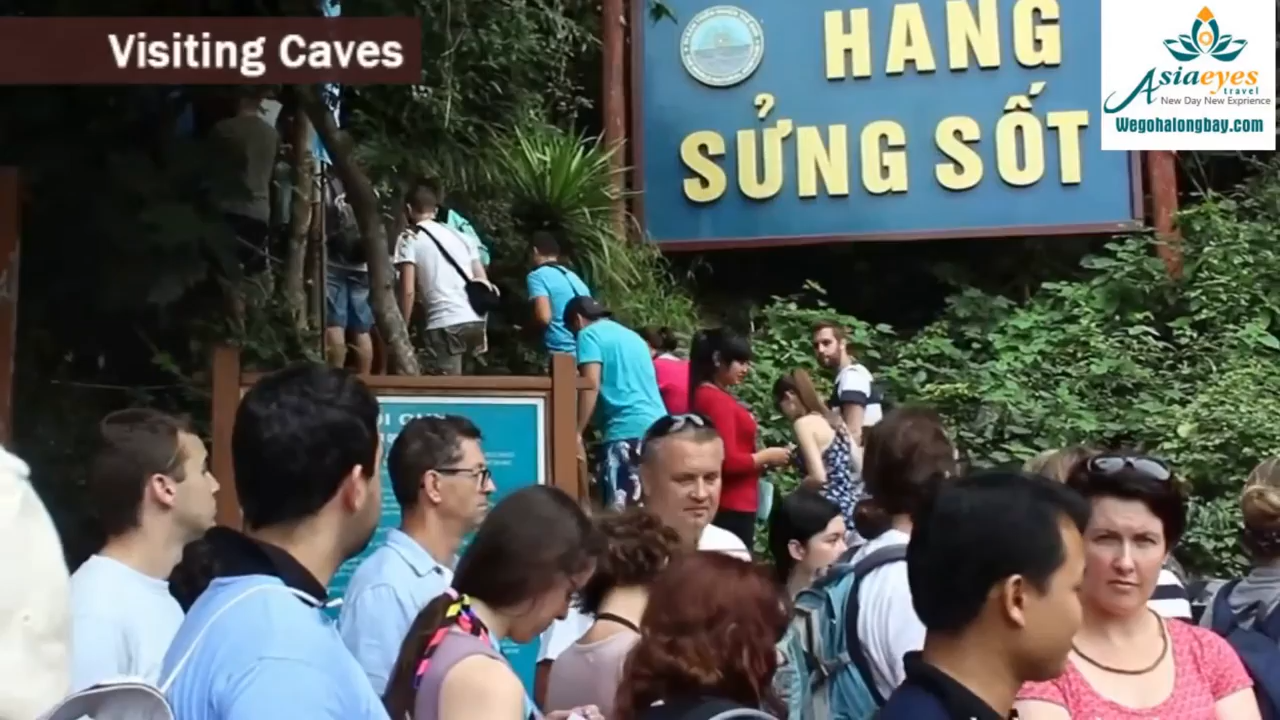 Visiting Caves
HANG
SỬNG SỐT
Asiaeyes
travel
New Day New Exprience
Wegohalongbay.com